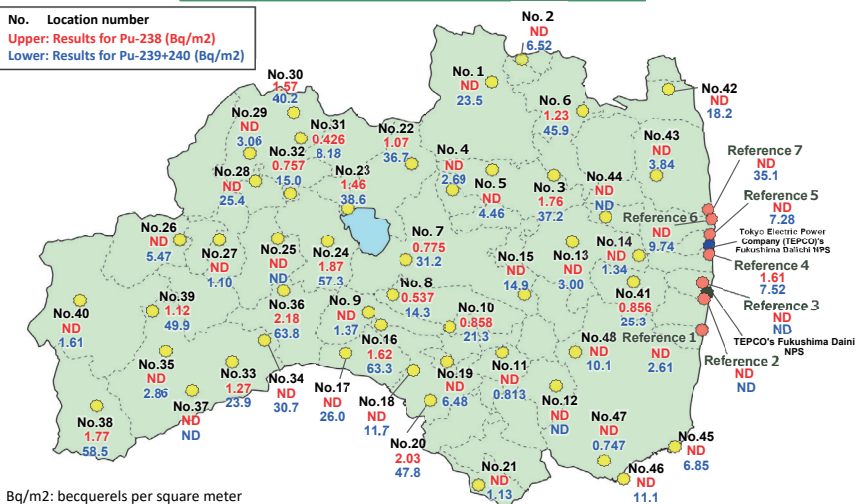 No. Location number
Upper: Results for Pu-238 (Bq/m2)
Lower: Results for Pu-239+240 (Bq/m2)
No. 2
ND
6.52
No. 1
ND
23.5
No. 6
1.23
45.9
No.42
ND
18.2
No.30
1.57
40.2
No.29
ND
3.06
No.31
0.426
8.18
No.22
1.07
36.7
No.32
0.757
15.0
No.28
ND
25.4
No.23
1.46
38.6
No. 4
ND
2.69
No. 5
ND
4.46
No. 3
1.76
37.2
No.44
ND
ND
No.43
ND
3.84
Reference 7
ND
35.1
Reference 5
ND
7.28
Reference 6
ND
9.74
Tokyo Electric Power
Company (TEPCO)'s
Fukushima Daiichi NPS
Reference 4
1.61
7.52
No.26
ND
5.47
No.27
ND
1.10
No.25
ND
ND
No.24
1.87
57.3
No. 7
0.775
31.2
No.15
ND
14.9
No.13
ND
3.00
No.14
ND
1.34
No. 8
0.537
14.3
No.41
0.856
25.3
Reference 3
ND
ND
TEPCO's Fukushima Daini
NPS
No.40
ND
1.61
No.39
1.12
49.9
No.36
2.18
63.8
No. 9
ND
1.37
No.10
0.858
21.3
No.16
1.62
63.3
Reference 1
ND
2.61
Reference 2
ND
ND
No.48
ND
10.1
No.35
ND
2.86
No.33
1.27
23.9
No.34
ND
30.7
No.17
ND
26.0
No.18
ND
11.7
No.19
ND
6.48
No.11
ND
0.813
No.12
ND
ND
No.37
ND
ND
No.38
1.77
58.5
No.20
2.03
47.8
No.47
ND
0.747
No.45
ND
6.85
No.21
ND
1.13
No.46
ND
11.1
Bq/m2: becquerels per square meter